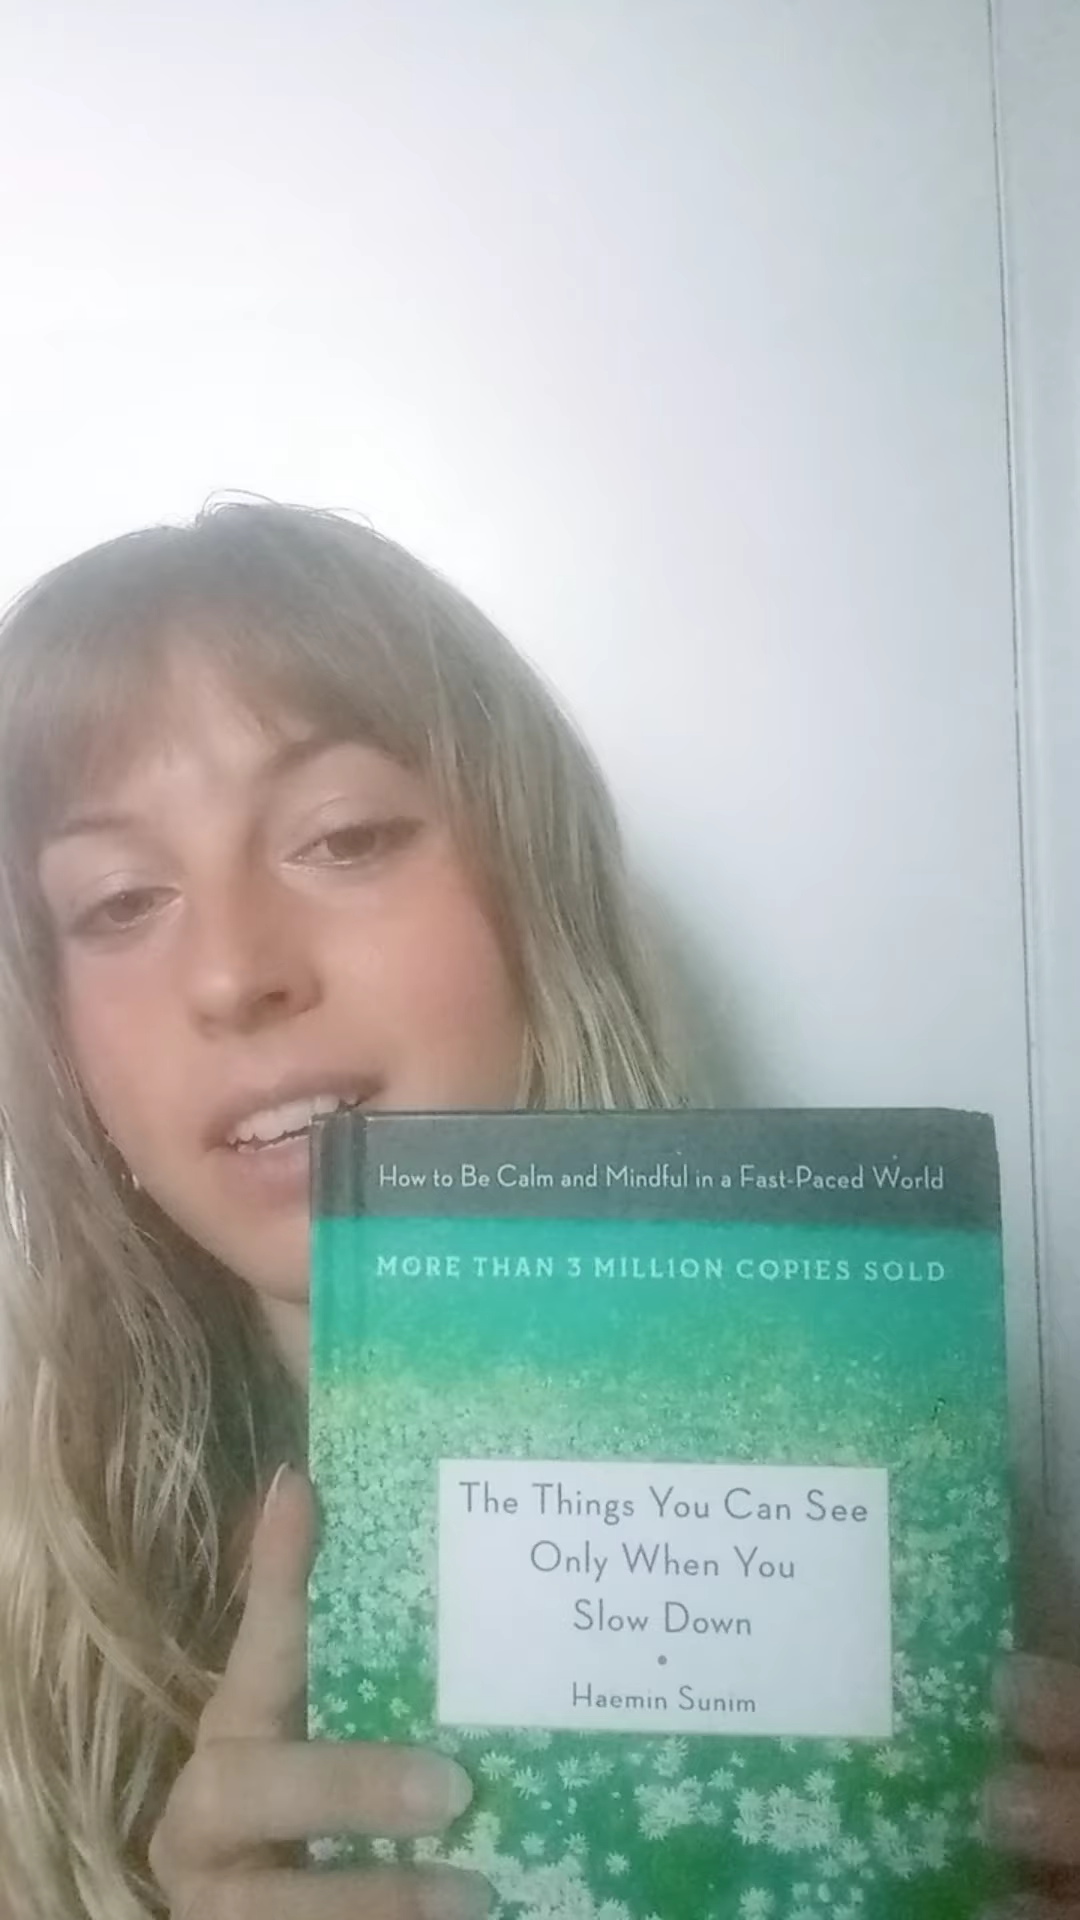 How to Be Calm and Mindful in a Fast-Paced World
MORE THAN 3 MILLION COPIES SOLD
The Things You Can See
Only When You
Slow Down
•
Haemin Sunim